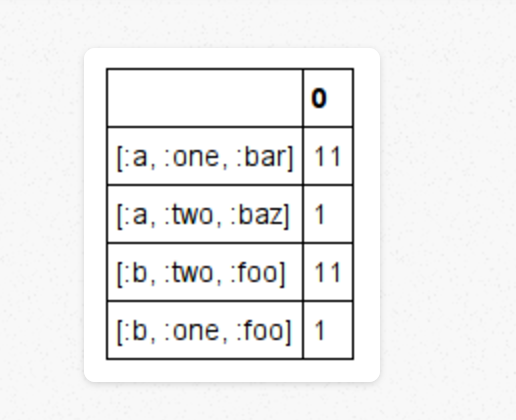 0
[:a, :one, :bar] 11
[:a, :two, :baz] 1
[:b, :two, :foo] 11
[:b, :one, :foo] 1